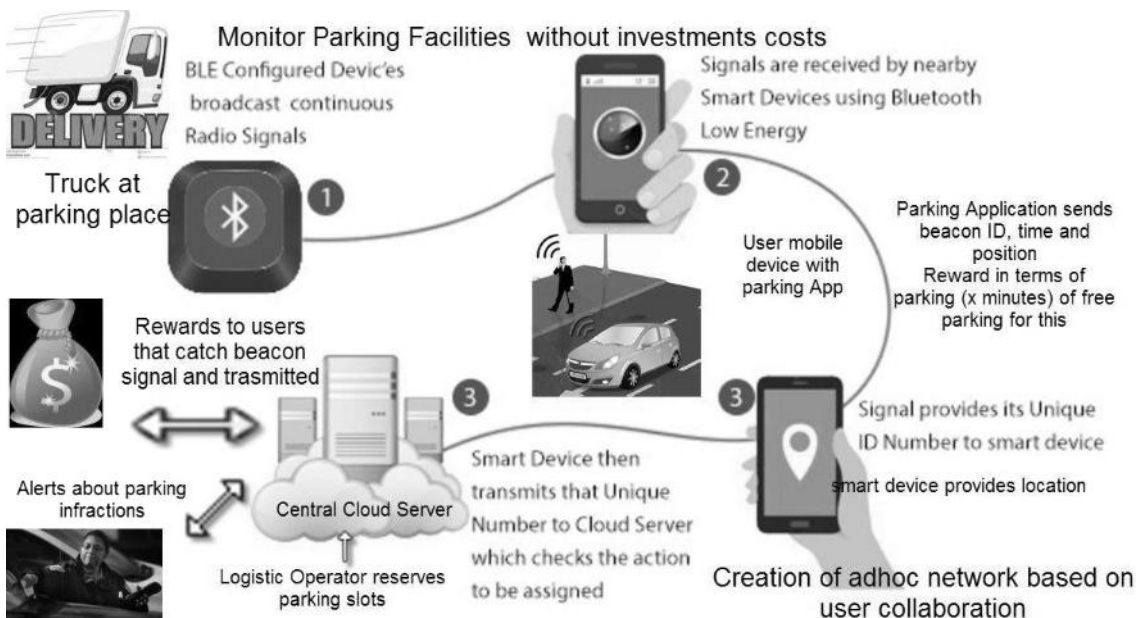 Monitor Parking Facilities without investments costs
DELIVERY
Truck at
parking place
BLE Configured Devic'es
broadcast continuous
Radio Signals
1
Signals are received by nearby
Smart Devices using Bluetooth
Low Energy
2
User mobile
device with
parking App
Parking Application sends
beacon ID, time and
position
Reward in terms of
parking (x minutes) of free
parking for this
3
Signal provides its Unique
ID Number to smart device
smart device provides location
Creation of adhoc network based on
user collaboration
3
Smart Device then
transmits that Unique
Number to Cloud Server
which checks the action
to be assigned
Rewards to users
that catch beacon
signal and trasmitted
$
Central Cloud Server
Alerts about parking
infractions
Logistic Operator reserves
parking slots